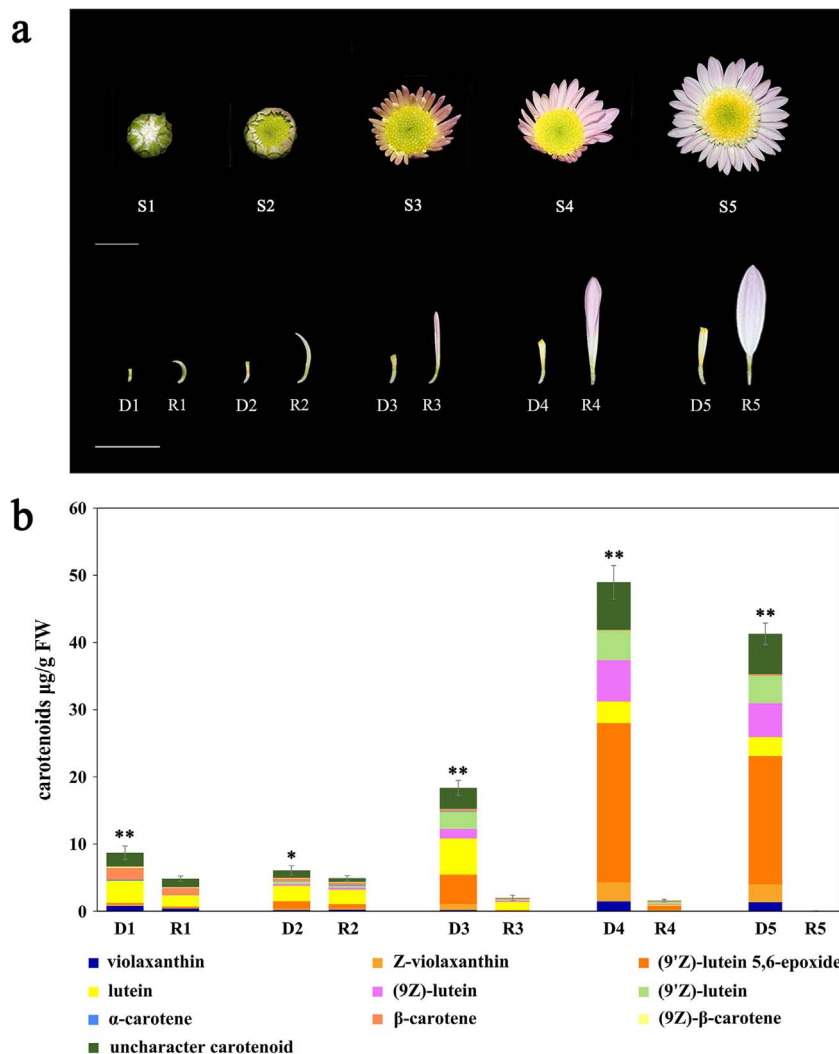 a
S1 S2 S3 S4 S5
D1 R1 D2 R2 D3 R3 D4 R4 D5 R5
b
60
50
40
30
20
10
0
carotenoids µg/g FW
** * ** ** **
D1 R1 D2 R2 D3 R3 D4 R4 D5 R5
violaxanthin Z-violaxanthin (9'Z)-lutein 5,6-epoxide
lutein (9Z)-lutein (9'Z)-lutein
α-carotene β-carotene (9Z)-β-carotene
uncharacter carotenoid